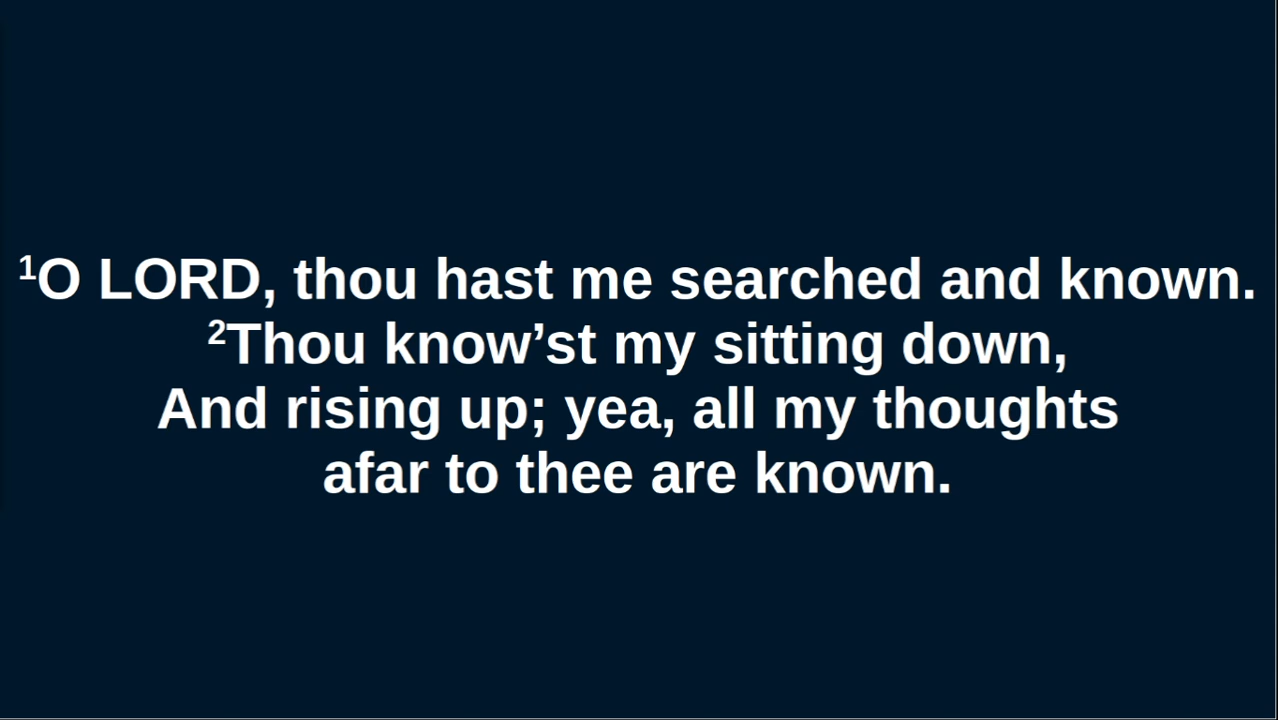 ¹O LORD, thou hast me searched and known.
²Thou know’st my sitting down,
And rising up; yea, all my thoughts
afar to thee are known.